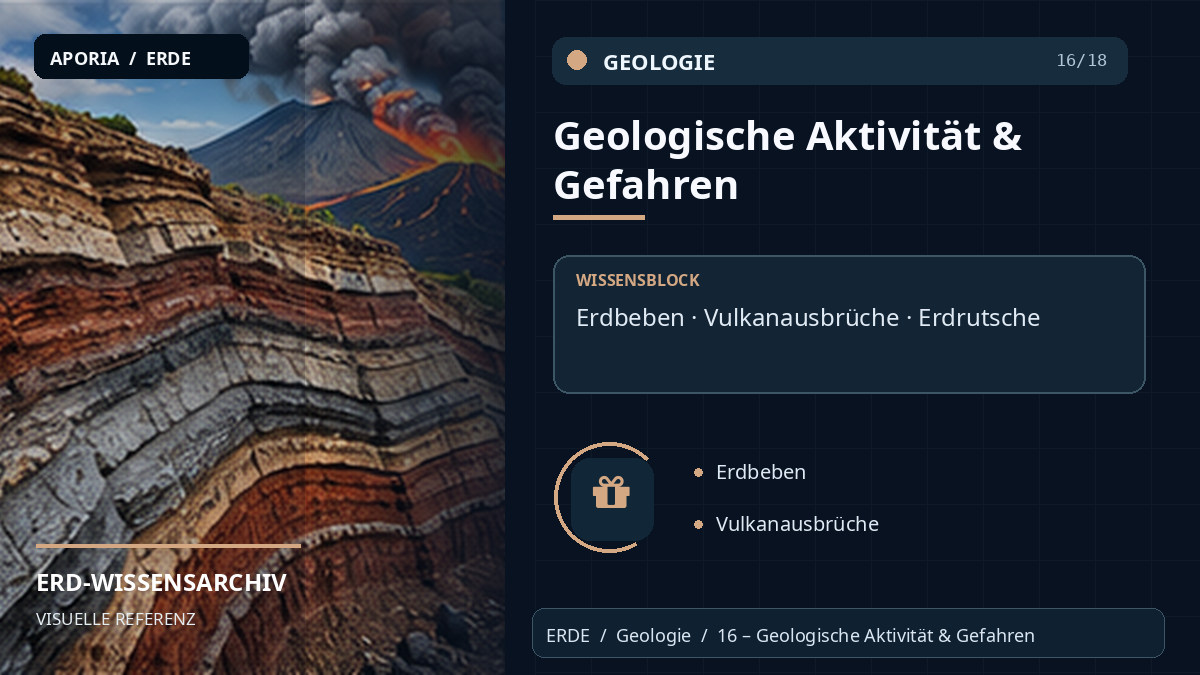 APORIA / ERDE
GEOLOGIE
16/18
Geologische Aktivität &
Gefahren
WISSENSBLOCK
Erdbeben · Vulkanausbrüche · Erdrutsche
Erdbeben
Vulkanausbrüche
ERD-WISSENSARCHIV
VISUELLE REFERENZ
ERDE / Geologie / 16 – Geologische Aktivität & Gefahren